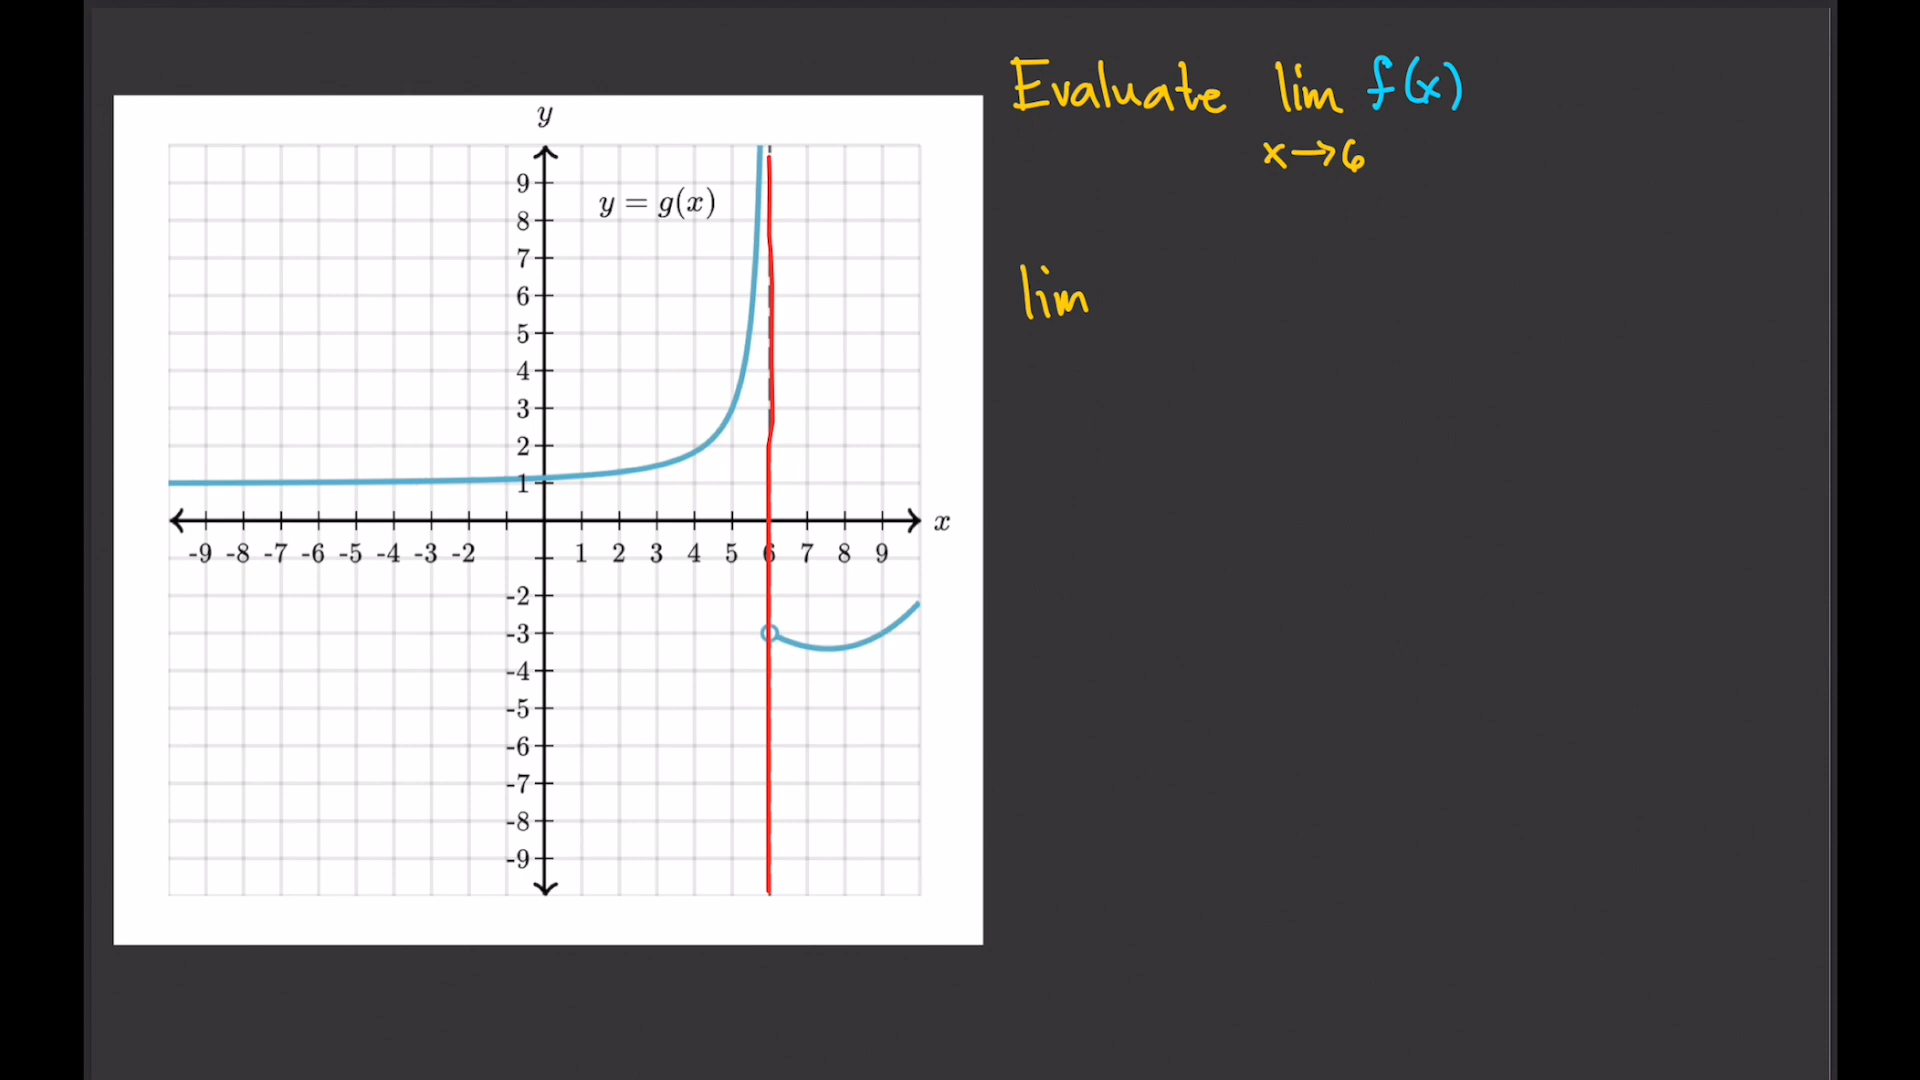 Evaluate lim f(x)
x→6
lim
y
y = g(x)
9
8
7
6
5
4
3
2
1
x
-9 -8 -7 -6 -5 -4 -3 -2 1 2 3 4 5 6 7 8 9
-2
-3
-4
-5
-6
-7
-8
-9